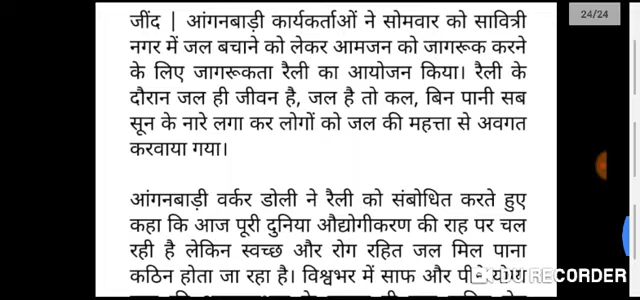 24/24
जींद | आंगनबाड़ी कार्यकर्ताओं ने सोमवार को सावित्री
नगर में जल बचाने को लेकर आमजन को जागरूक करने
के लिए जागरूकता रैली का आयोजन किया। रैली के
दौरान जल ही जीवन है, जल है तो कल, बिन पानी सब
सून के नारे लगा कर लोगों को जल की महत्ता से अवगत
करवाया गया।
आंगनबाड़ी वर्कर डोली ने रैली को संबोधित करते हुए
कहा कि आज पूरी दुनिया औद्योगीकरण की राह पर चल
रही है लेकिन स्वच्छ और रोग रहित जल मिल पाना
कठिन होता जा रहा है। विश्वभर में साफ और पीने योग्य
DU RECORDER